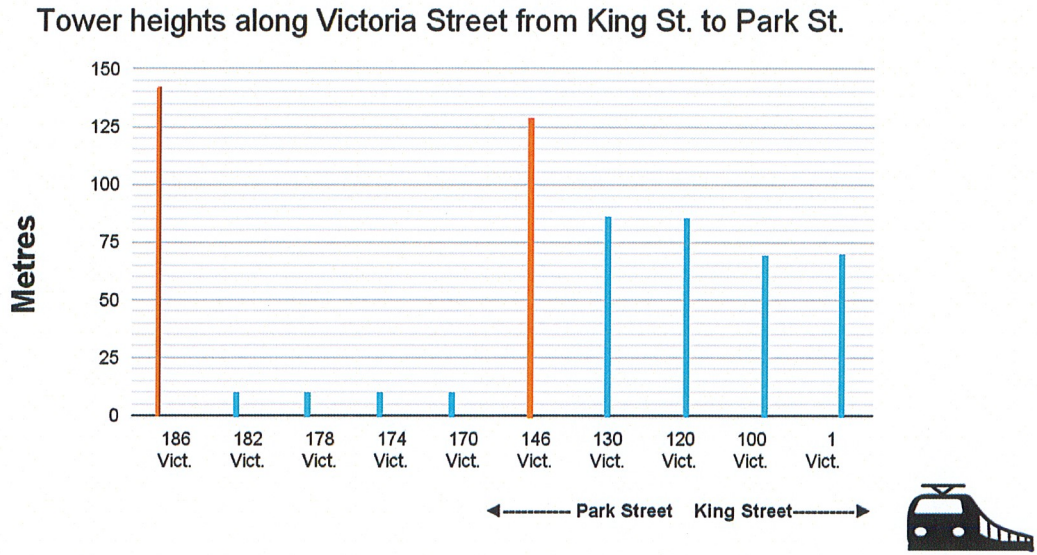 Tower heights along Victoria Street from King St. to Park St.
Metres
150
125
100
75
50
25
0
186 182 178 174 170 146 130 120 100 1
Vict. Vict. Vict. Vict. Vict. Vict. Vict. Vict. Vict. Vict.
◄----------- Park Street King Street-----------►